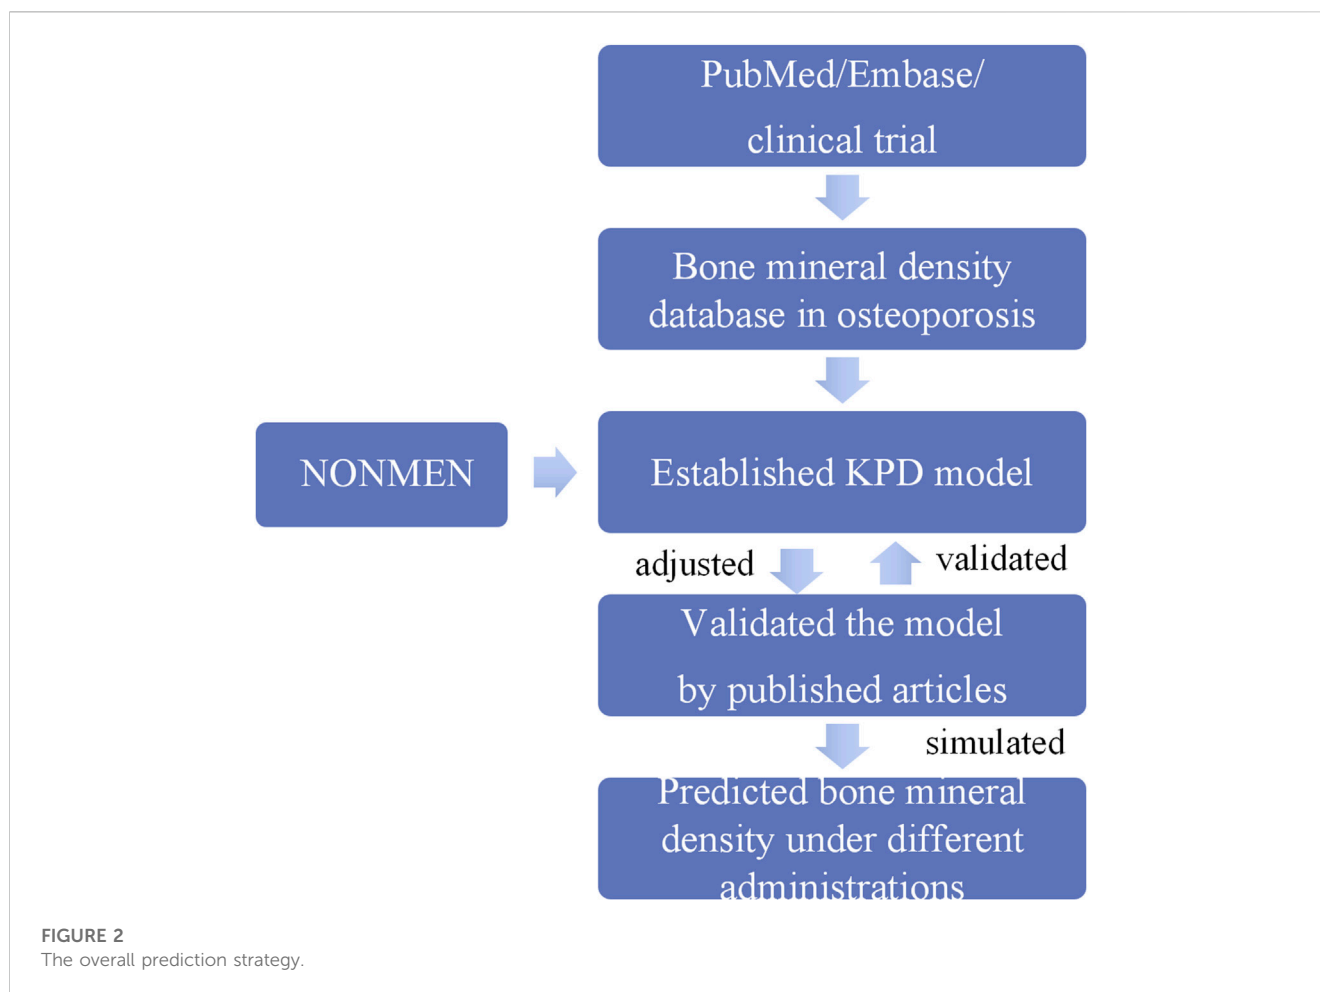 PubMed/Embase/
clinical trial
Bone mineral density
database in osteoporosis
NONMEN
Established KPD model
adjusted
validated
Validated the model
by published articles
simulated
Predicted bone mineral
density under different
administrations
FIGURE 2
The overall prediction strategy.